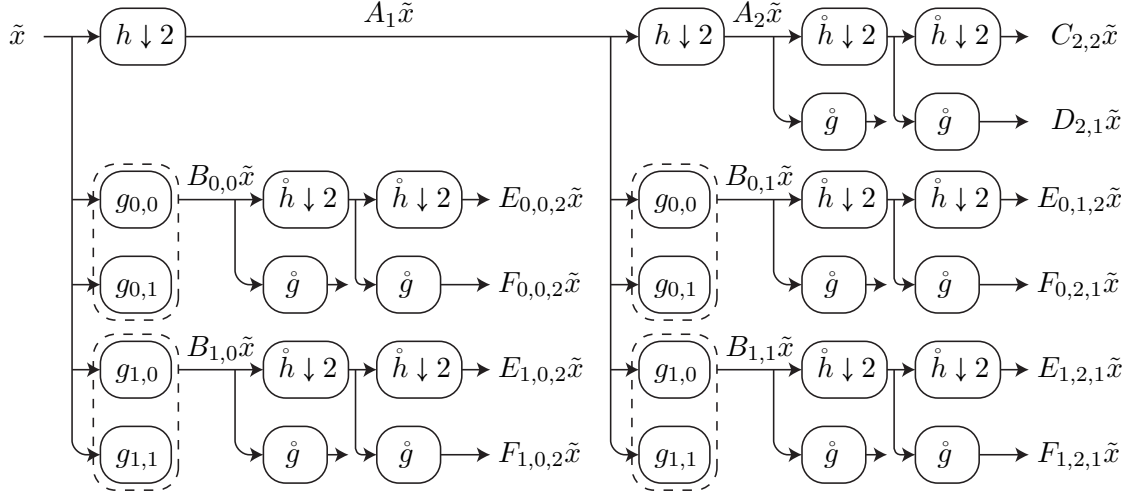 x̃ h ↓ 2 A₁x̃ h ↓ 2 A₂x̃ h̊ ↓ 2 h̊ ↓ 2 C₂,₂x̃
g̊ g̊ D₂,₁x̃
g₀,₀ B₀,₀x̃ h̊ ↓ 2 h̊ ↓ 2 E₀,₀,₂x̃ g₀,₀ B₀,₁x̃ h̊ ↓ 2 h̊ ↓ 2 E₀,₁,₂x̃
g₀,₁ g̊ g̊ F₀,₀,₂x̃ g₀,₁ g̊ g̊ F₀,₂,₁x̃
g₁,₀ B₁,₀x̃ h̊ ↓ 2 h̊ ↓ 2 E₁,₀,₂x̃ g₁,₀ B₁,₁x̃ h̊ ↓ 2 h̊ ↓ 2 E₁,₂,₁x̃
g₁,₁ g̊ g̊ F₁,₀,₂x̃ g₁,₁ g̊ g̊ F₁,₂,₁x̃